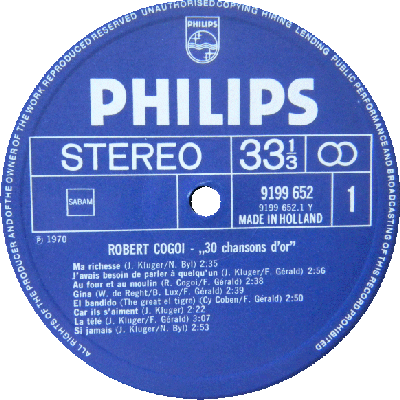 PHILIPS
PHILIPS
STEREO
33 1/3
SABAM
9199 652
9199 652.1 Y
MADE IN HOLLAND
1
℗ 1970
ROBERT COGOI - „30 chansons d'or"
Ma richesse (J. Kluger/N. Byl) 2:35
J'avais besoin de parler à quelqu'un (J. Kluger/F. Gérald) 2:56
Au four et au moulin (R. Cogoi/F. Gérald) 2:38
Gina (W. de Reght/B. Lux/F. Gérald) 2:39
El bandido (The great el tigre) (Cy Coben/F. Gérald) 2:50
Car ils s'aiment (J. Kluger) 2:22
La tête (J. Kluger/F. Gérald) 3:07
Si jamais (J. Kluger/N. Byl) 2:53
ALL RIGHTS OF THE PRODUCER AND OF THE OWNER OF THE WORK REPRODUCED RESERVED UNAUTHORISED COPYING HIRING LENDING PUBLIC PERFORMANCE AND BROADCASTING OF THIS RECORD PROHIBITED